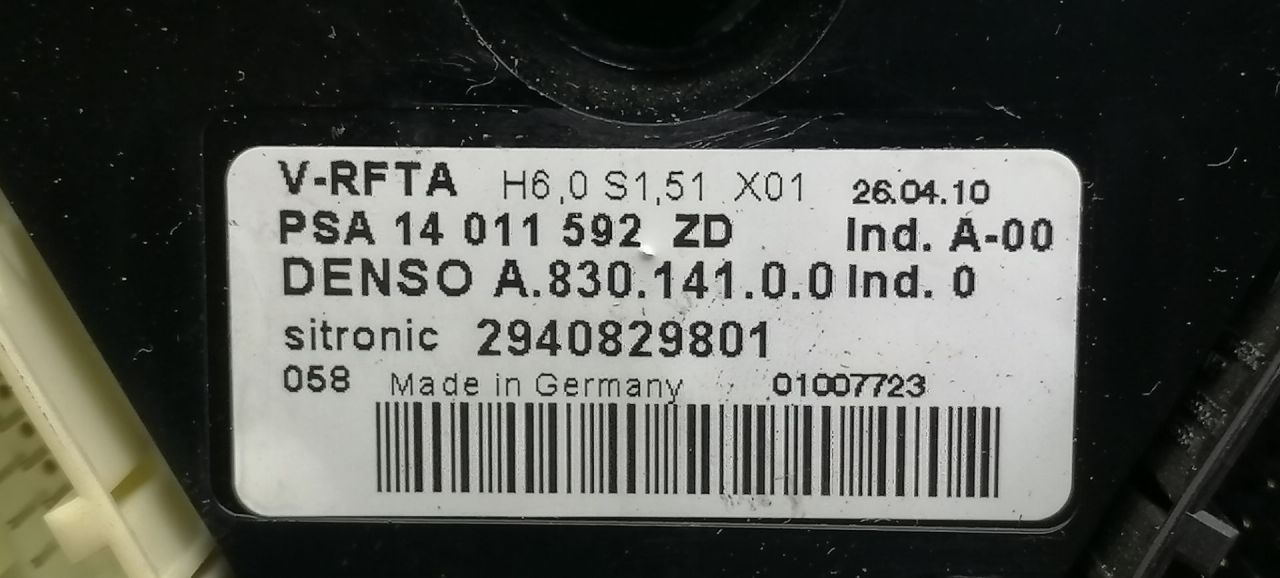 V-RFTA H6,0 S1,51 X01 26.04.10
PSA 14 011 592 ZD Ind. A-00
DENSO A.830.141.0.0 Ind. 0
sitronic 2940829801
058 Made in Germany 01007723